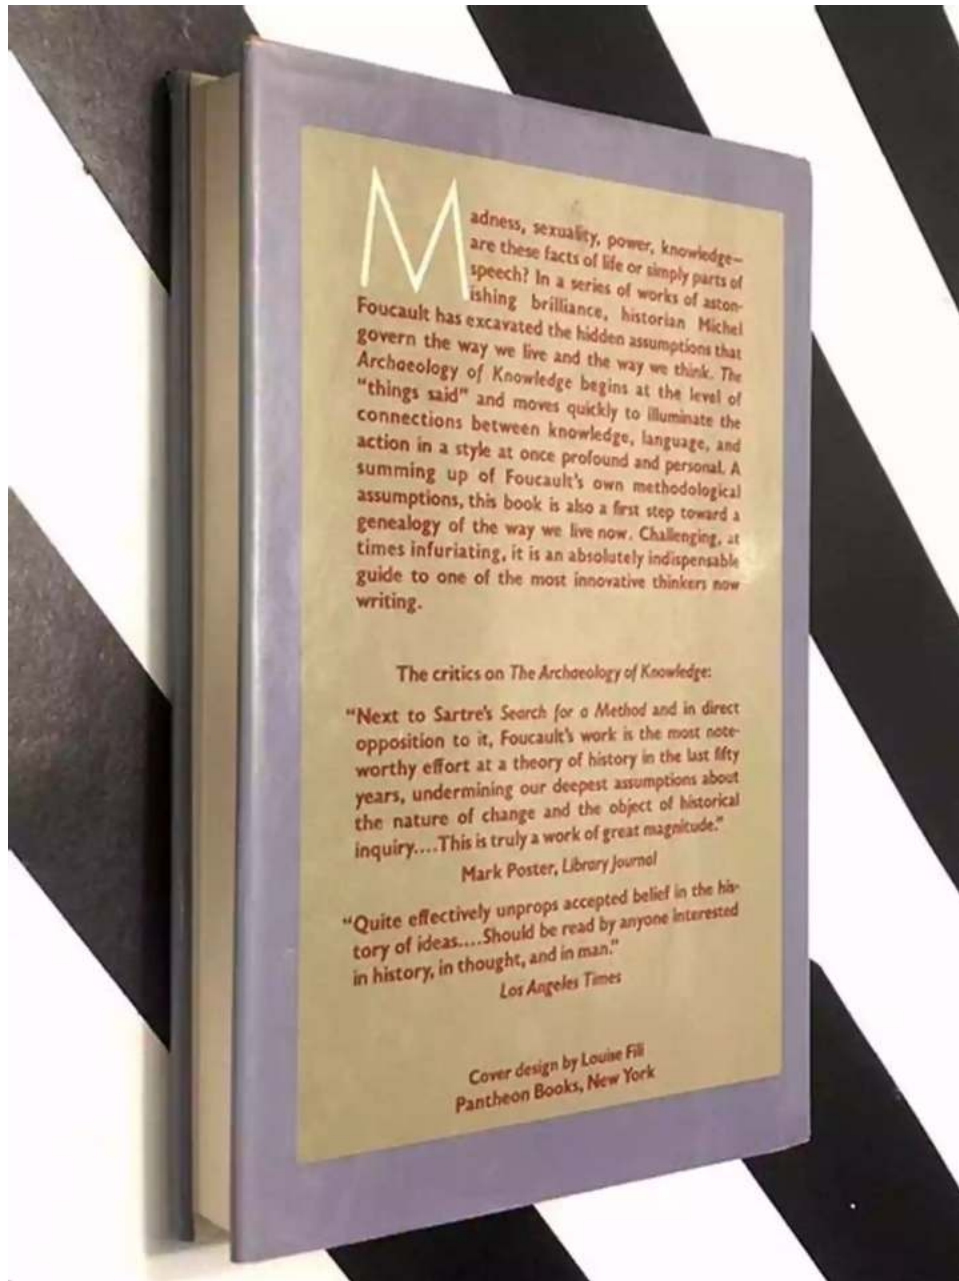 Madness, sexuality, power, knowledge—
are these facts of life or simply parts of
speech? In a series of works of aston-
ishing brilliance, historian Michel
Foucault has excavated the hidden assumptions that
govern the way we live and the way we think. The
Archaeology of Knowledge begins at the level of
"things said" and moves quickly to illuminate the
connections between knowledge, language, and
action in a style at once profound and personal. A
summing up of Foucault's own methodological
assumptions, this book is also a first step toward a
genealogy of the way we live now. Challenging, at
times infuriating, it is an absolutely indispensable
guide to one of the most innovative thinkers now
writing.
The critics on The Archaeology of Knowledge:
"Next to Sartre's Search for a Method and in direct
opposition to it, Foucault's work is the most note-
worthy effort at a theory of history in the last fifty
years, undermining our deepest assumptions about
the nature of change and the object of historical
inquiry....This is truly a work of great magnitude."
Mark Poster, Library Journal
"Quite effectively unprops accepted belief in the his-
tory of ideas....Should be read by anyone interested
in history, in thought, and in man."
Los Angeles Times
Cover design by Louise Fili
Pantheon Books, New York